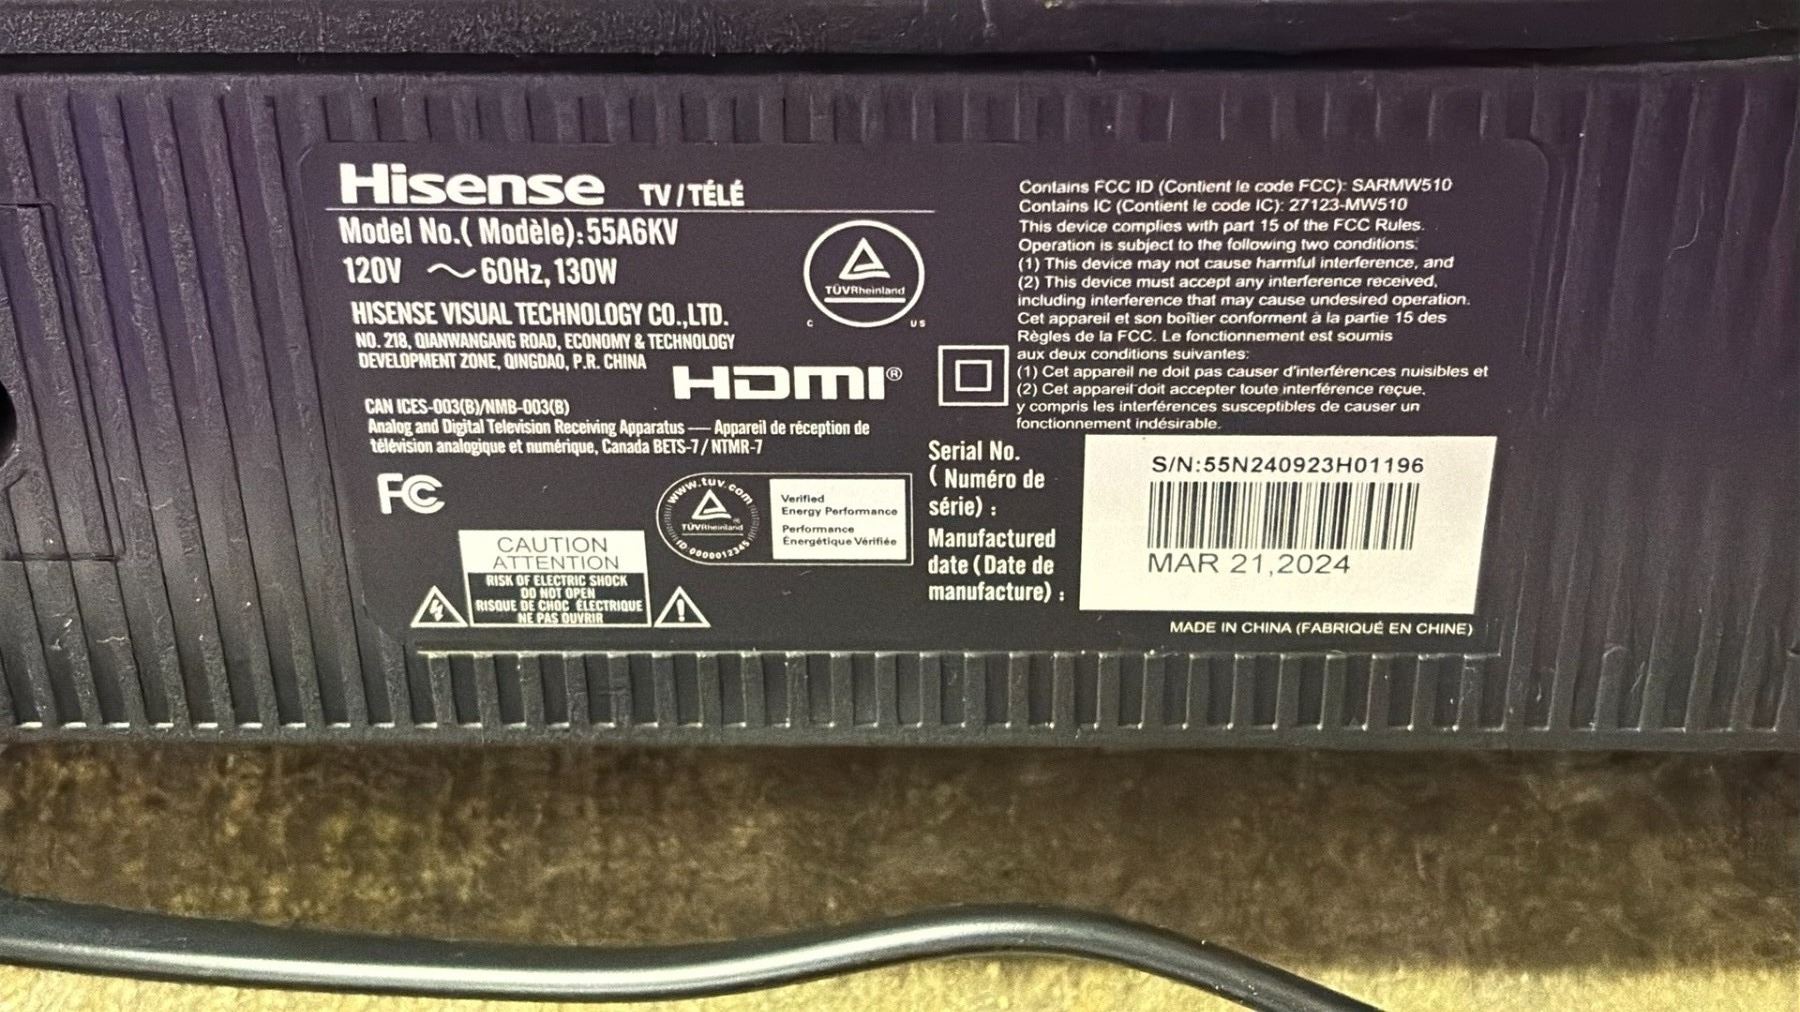 Hisense TV / TÉLÉ
Model No.( Modèle): 55A6KV
120V ～ 60Hz, 130W
HISENSE VISUAL TECHNOLOGY CO.,LTD.
NO. 218, QIANWANGANG ROAD, ECONOMY & TECHNOLOGY
DEVELOPMENT ZONE, QINGDAO, P.R. CHINA
HDMI®
CAN ICES-003(B)/NMB-003(B)
Analog and Digital Television Receiving Apparatus — Appareil de réception de
télévision analogique et numérique, Canada BETS-7 / NTMR-7
FC
CAUTION
ATTENTION
RISK OF ELECTRIC SHOCK
DO NOT OPEN
RISQUE DE CHOC ÉLECTRIQUE
NE PAS OUVRIR
TÜVRheinland
C US
www.tuv.com
TÜVRheinland®
ID 0000012345
Verified
Energy Performance
Performance
Énergétique Vérifiée
Contains FCC ID (Contient le code FCC): SARMW510
Contains IC (Contient le code IC): 27123-MW510
This device complies with part 15 of the FCC Rules.
Operation is subject to the following two conditions:
(1) This device may not cause harmful interference, and
(2) This device must accept any interference received,
including interference that may cause undesired operation.
Cet appareil et son boîtier conforment à la partie 15 des
Règles de la FCC. Le fonctionnement est soumis
aux deux conditions suivantes:
(1) Cet appareil ne doit pas causer d'interférences nuisibles et
(2) Cet appareil doit accepter toute interférence reçue,
y compris les interférences susceptibles de causer un
fonctionnement indésirable.
Serial No.
( Numéro de
série) :
Manufactured
date ( Date de
manufacture) :
S/N:55N240923H01196
MAR 21,2024
MADE IN CHINA (FABRIQUÉ EN CHINE)